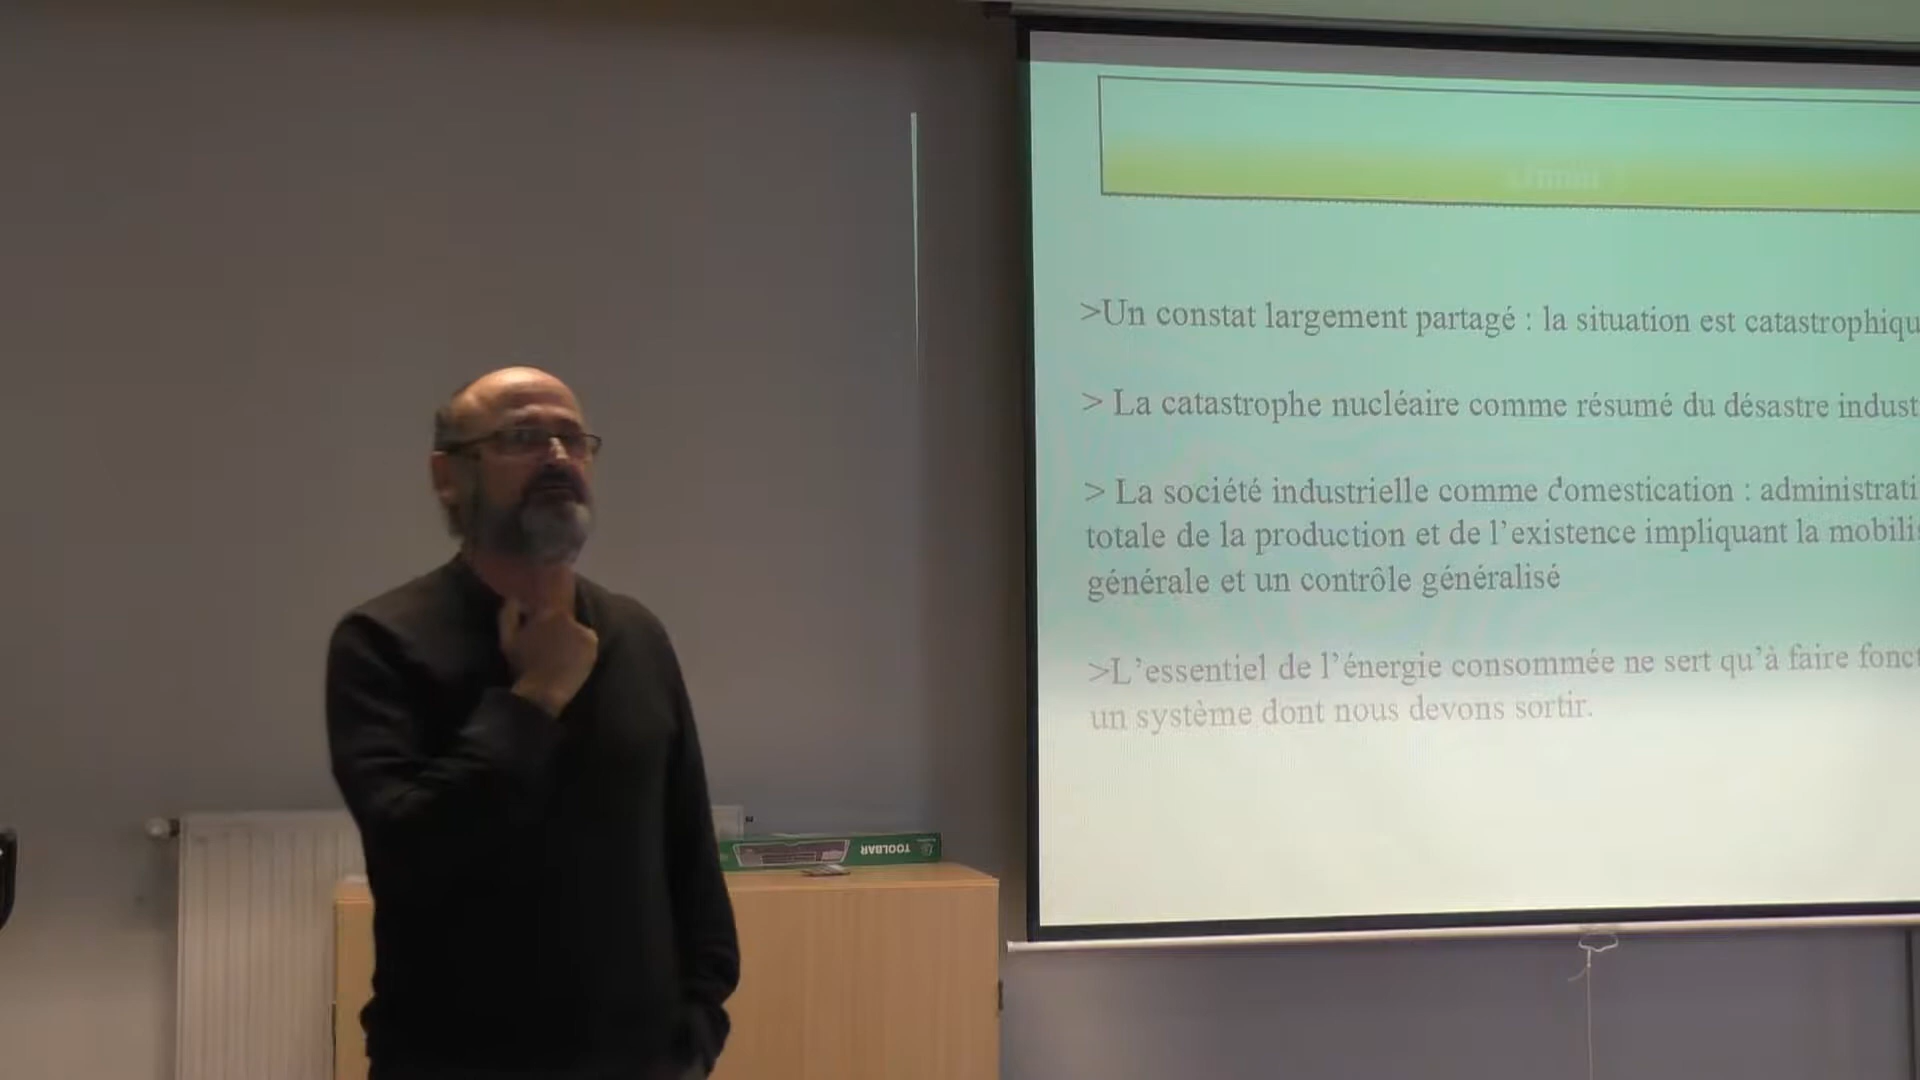 >Un constat largement partagé : la situation est catastrophiqu
> La catastrophe nucléaire comme résumé du désastre indust
> La société industrielle comme domestication : administrati
totale de la production et de l’existence impliquant la mobili
générale et un contrôle généralisé
>L’essentiel de l’énergie consommée ne sert qu’à faire fonct
un système dont nous devons sortir.
TOOLBAR